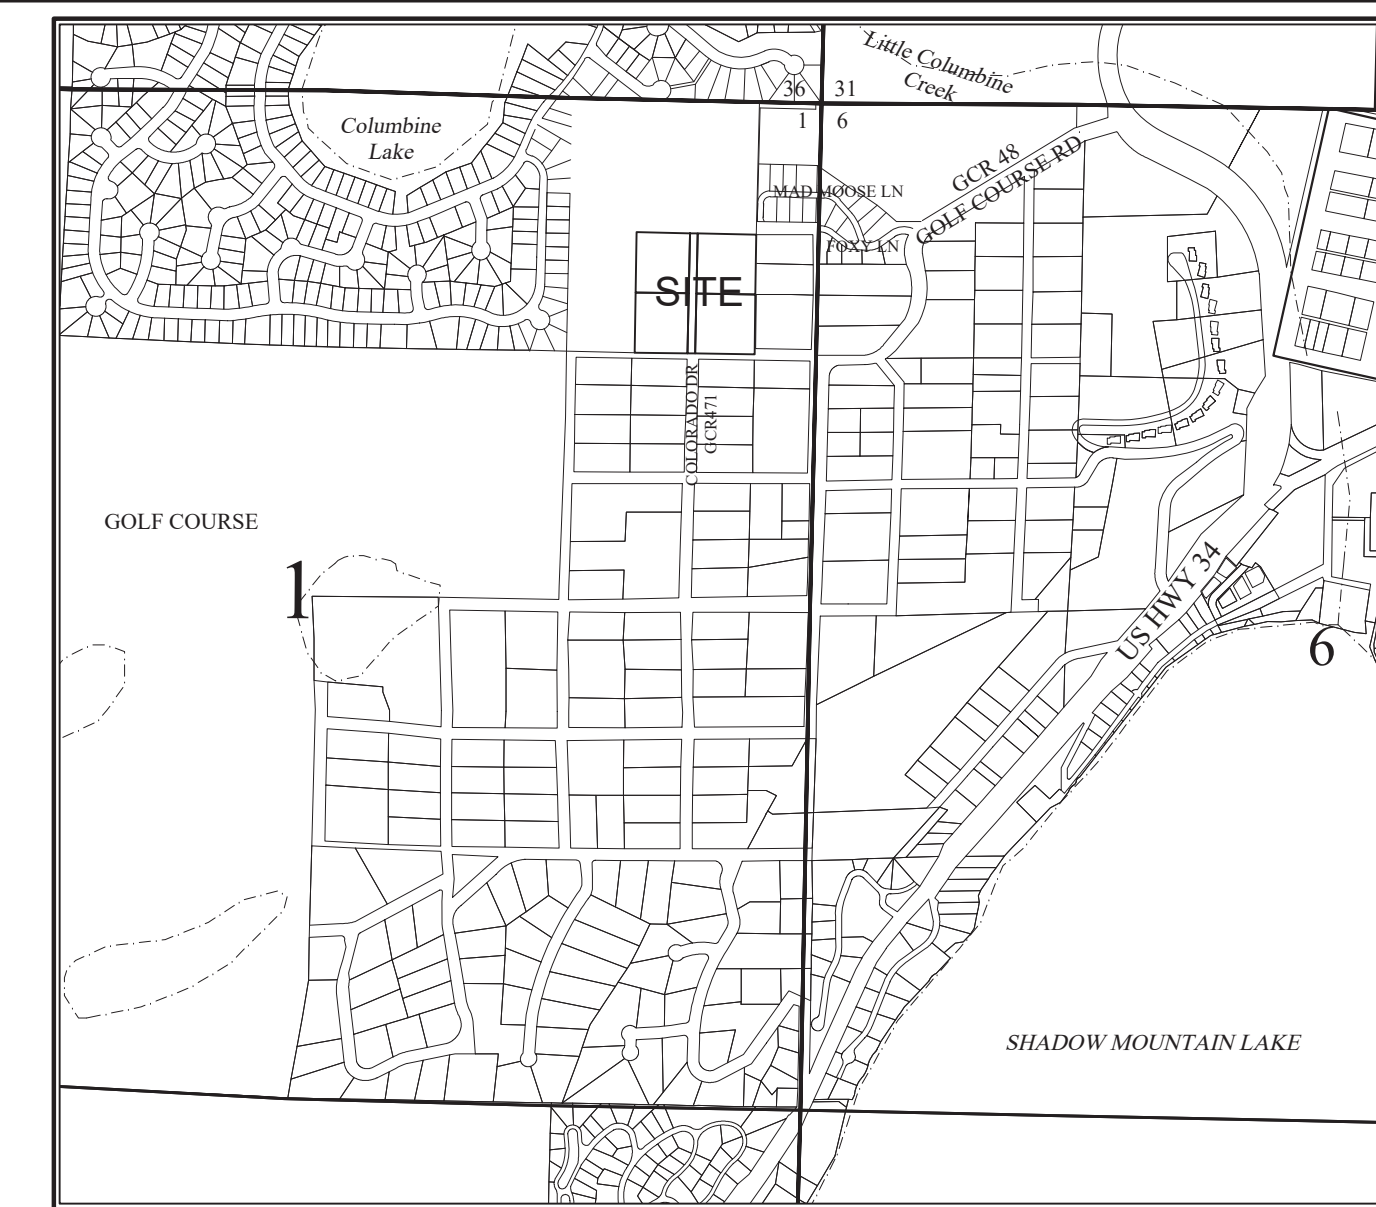 Little Columbine
Creek
36
31
1
6
Columbine
Lake
GCR 48
GOLF COURSE RD
MAD MOOSE LN
FOXY LN
SITE
COLORADO DR
GCR471
GOLF COURSE
1
US HWY 34
6
SHADOW MOUNTAIN LAKE